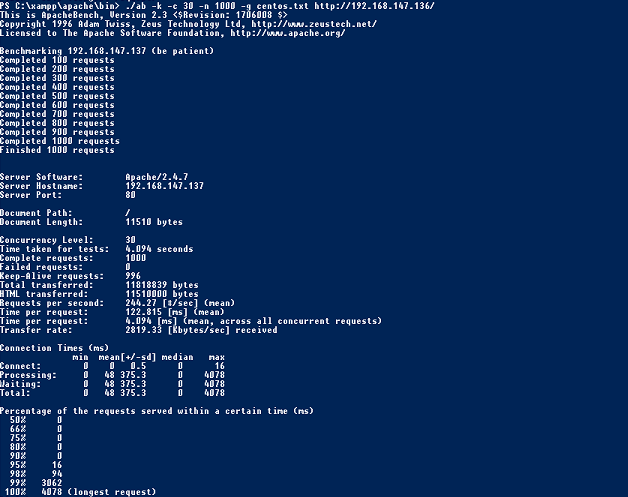 PS C:\xampp\apache\bin> ./ab -k -c 30 -n 1000 -g centos.txt http://192.168.147.136/
This is ApacheBench, Version 2.3 <$Revision: 1706008 $>
Copyright 1996 Adam Twiss, Zeus Technology Ltd, http://www.zeustech.net/
Licensed to The Apache Software Foundation, http://www.apache.org/

Benchmarking 192.168.147.137 (be patient)
Completed 100 requests
Completed 200 requests
Completed 300 requests
Completed 400 requests
Completed 500 requests
Completed 600 requests
Completed 700 requests
Completed 800 requests
Completed 900 requests
Completed 1000 requests
Finished 1000 requests

Server Software: Apache/2.4.7
Server Hostname: 192.168.147.137
Server Port: 80

Document Path: /
Document Length: 11510 bytes

Concurrency Level: 30
Time taken for tests: 4.094 seconds
Complete requests: 1000
Failed requests: 0
Keep-Alive requests: 996
Total transferred: 11818839 bytes
HTML transferred: 11510000 bytes
Requests per second: 244.27 [#/sec] (mean)
Time per request: 122.815 [ms] (mean)
Time per request: 4.094 [ms] (mean, across all concurrent requests)
Transfer rate: 2819.33 [Kbytes/sec] received

Connection Times (ms)
min mean[+/-sd] median max
Connect: 0 0 0.5 0 16
Processing: 0 48 375.3 0 4078
Waiting: 0 48 375.3 0 4078
Total: 0 48 375.3 0 4078

Percentage of the requests served within a certain time (ms)
50% 0
66% 0
75% 0
80% 0
90% 0
95% 16
98% 94
99% 3062
100% 4078 (longest request)